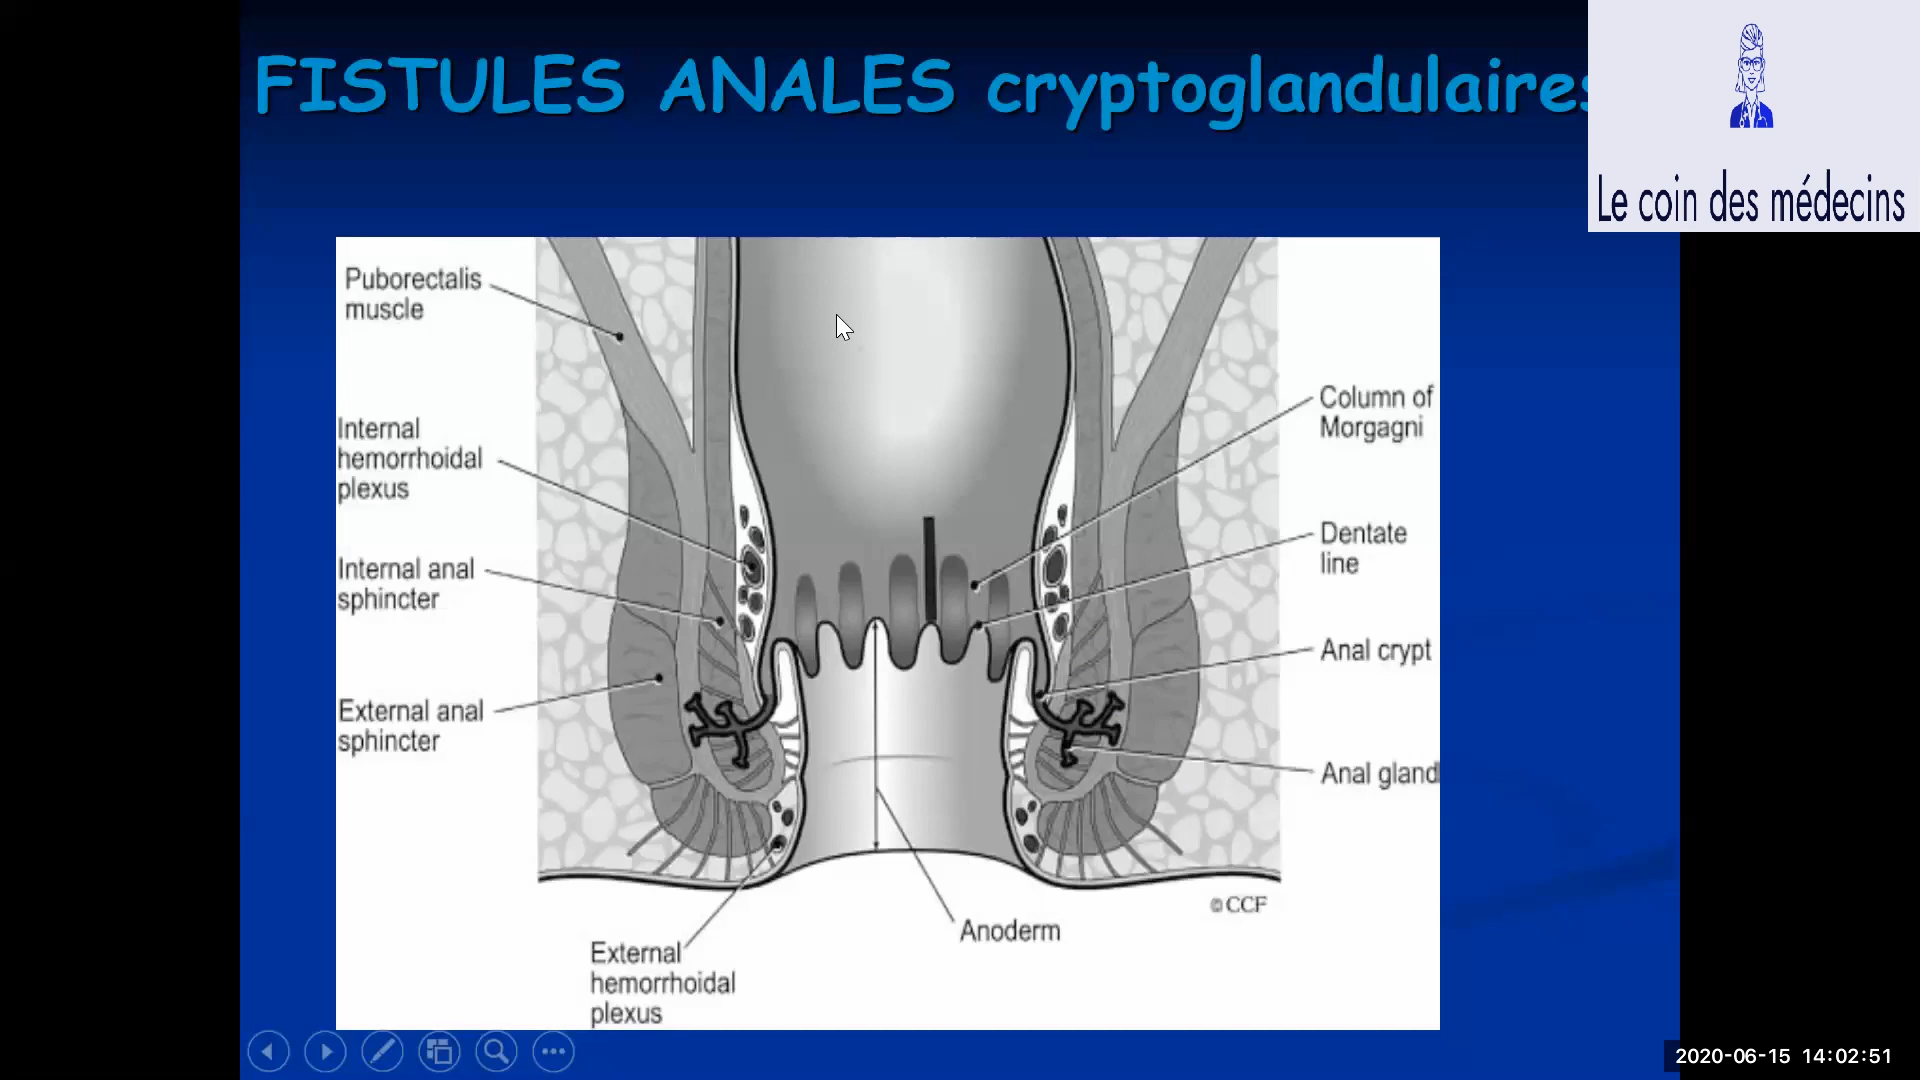 FISTULES ANALES cryptoglandulaires
Le coin des médecins
Puborectalis
muscle
Internal
hemorrhoidal
plexus
Internal anal
sphincter
External anal
sphincter
External
hemorrhoidal
plexus
Anoderm
Column of
Morgagni
Dentate
line
Anal crypt
Anal gland
©CCF
2020-06-15 14:02:51